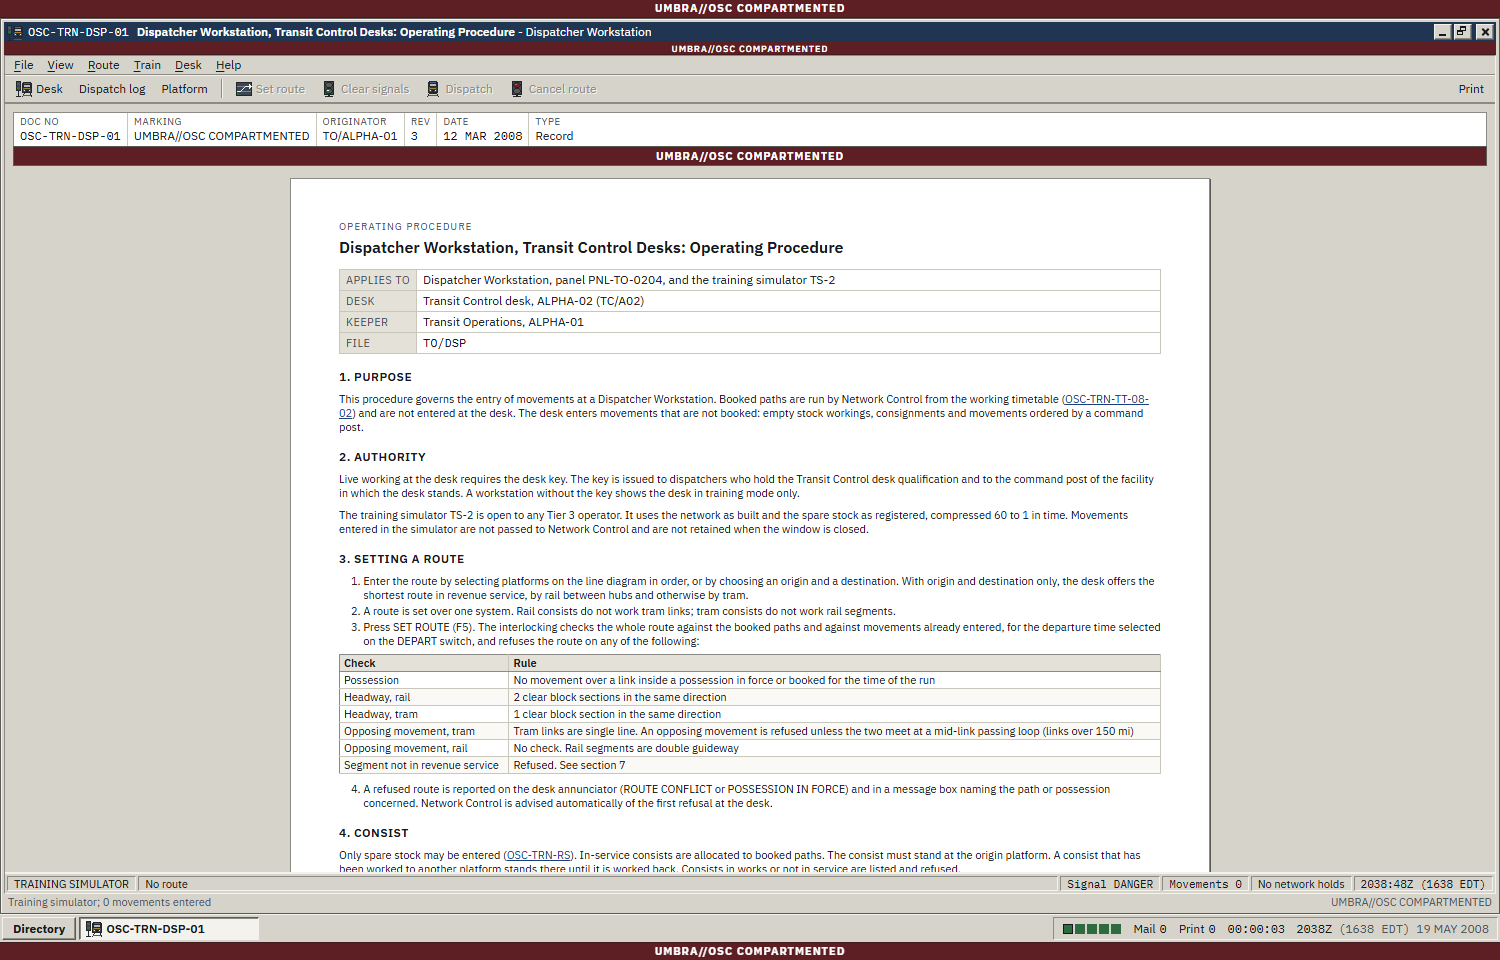 UMBRA//OSC COMPARTMENTED
OSC-TRN-DSP-01 Dispatcher Workstation, Transit Control Desks: Operating Procedure - Dispatcher Workstation
UMBRA//OSC COMPARTMENTED
File View Route Train Desk Help
Desk Dispatch log Platform Set route Clear signals Dispatch Cancel route Print
DOC NO MARKING ORIGINATOR REV DATE TYPE
OSC-TRN-DSP-01 UMBRA//OSC COMPARTMENTED TO/ALPHA-01 3 12 MAR 2008 Record
UMBRA//OSC COMPARTMENTED
OPERATING PROCEDURE
Dispatcher Workstation, Transit Control Desks: Operating Procedure
APPLIES TO Dispatcher Workstation, panel PNL-TO-0204, and the training simulator TS-2
DESK Transit Control desk, ALPHA-02 (TC/A02)
KEEPER Transit Operations, ALPHA-01
FILE TO/DSP
1. PURPOSE
This procedure governs the entry of movements at a Dispatcher Workstation. Booked paths are run by Network Control from the working timetable (OSC-TRN-TT-08-
02) and are not entered at the desk. The desk enters movements that are not booked: empty stock workings, consignments and movements ordered by a command
post.
2. AUTHORITY
Live working at the desk requires the desk key. The key is issued to dispatchers who hold the Transit Control desk qualification and to the command post of the facility
in which the desk stands. A workstation without the key shows the desk in training mode only.
The training simulator TS-2 is open to any Tier 3 operator. It uses the network as built and the spare stock as registered, compressed 60 to 1 in time. Movements
entered in the simulator are not passed to Network Control and are not retained when the window is closed.
3. SETTING A ROUTE
1. Enter the route by selecting platforms on the line diagram in order, or by choosing an origin and a destination. With origin and destination only, the desk offers the
shortest route in revenue service, by rail between hubs and otherwise by tram.
2. A route is set over one system. Rail consists do not work tram links; tram consists do not work rail segments.
3. Press SET ROUTE (F5). The interlocking checks the whole route against the booked paths and against movements already entered, for the departure time selected
on the DEPART switch, and refuses the route on any of the following:
Check Rule
Possession No movement over a link inside a possession in force or booked for the time of the run
Headway, rail 2 clear block sections in the same direction
Headway, tram 1 clear block section in the same direction
Opposing movement, tram Tram links are single line. An opposing movement is refused unless the two meet at a mid-link passing loop (links over 150 mi)
Opposing movement, rail No check. Rail segments are double guideway
Segment not in revenue service Refused. See section 7
4. A refused route is reported on the desk annunciator (ROUTE CONFLICT or POSSESSION IN FORCE) and in a message box naming the path or possession
concerned. Network Control is advised automatically of the first refusal at the desk.
4. CONSIST
Only spare stock may be entered (OSC-TRN-RS). In-service consists are allocated to booked paths. The consist must stand at the origin platform. A consist that has
been worked to another platform stands there until it is worked back. Consists in works or not in service are listed and refused.
TRAINING SIMULATOR No route Signal DANGER Movements 0 No network holds 2038:48Z (1638 EDT)
Training simulator; 0 movements entered UMBRA//OSC COMPARTMENTED
Directory OSC-TRN-DSP-01 Mail 0 Print 0 00:00:03 2038Z (1638 EDT) 19 MAY 2008
UMBRA//OSC COMPARTMENTED